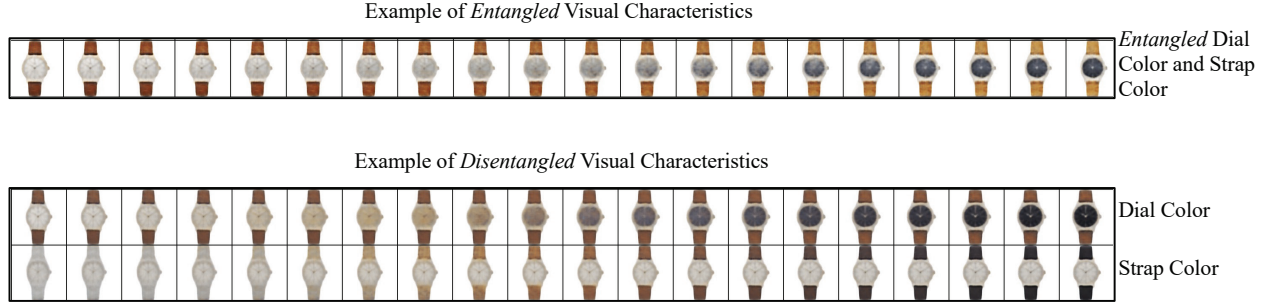 Example of Entangled Visual Characteristics
Entangled Dial
Color and Strap
Color
Example of Disentangled Visual Characteristics
Dial Color
Strap Color